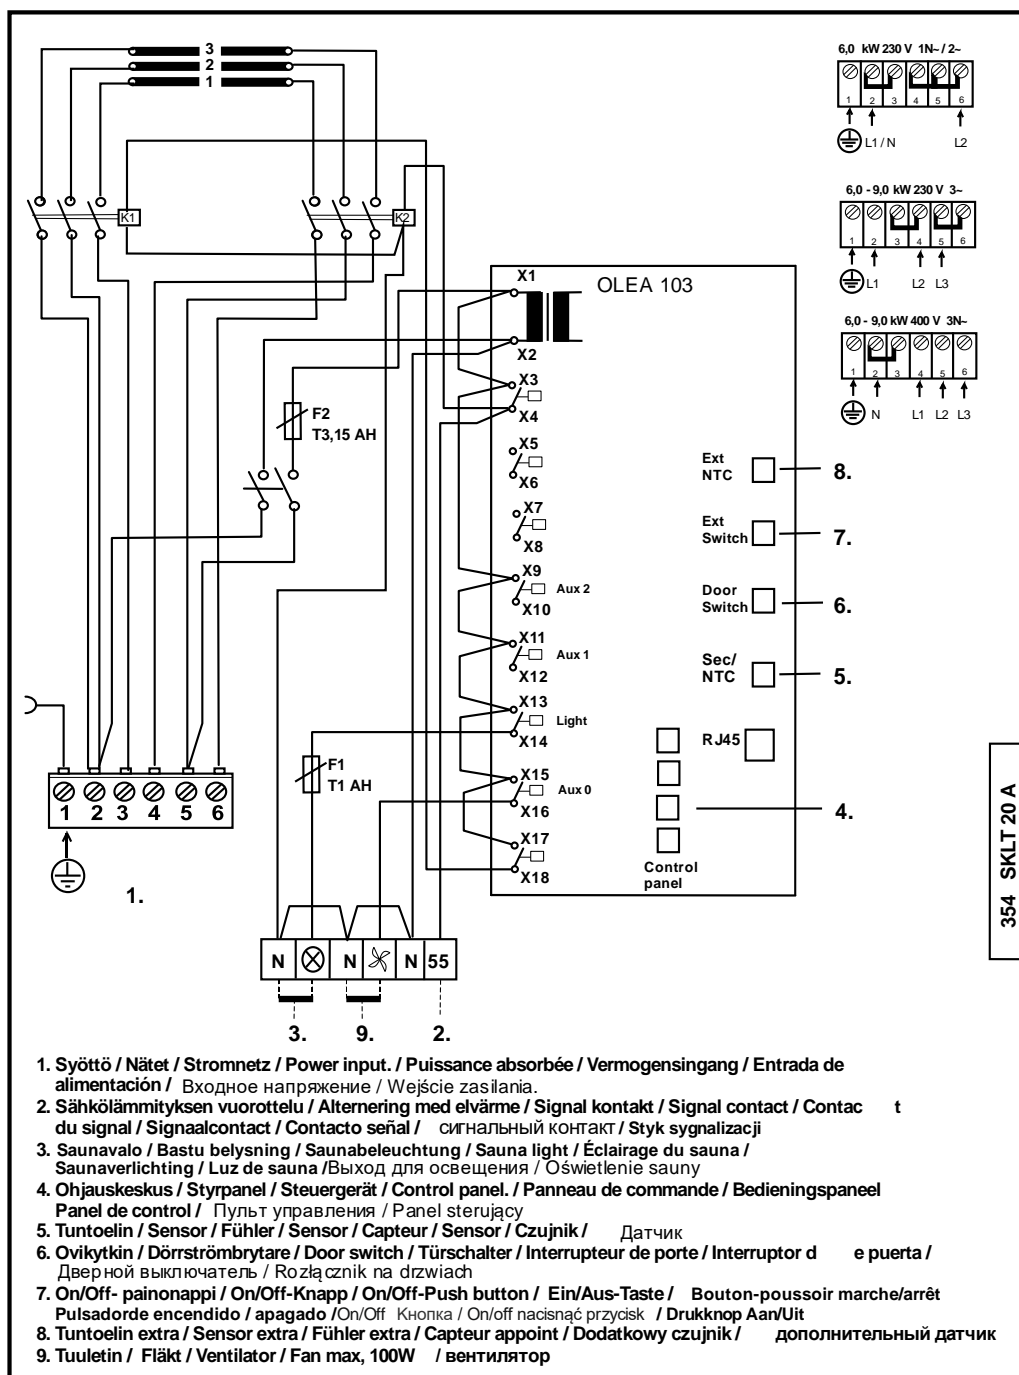 3
2
1
K1
K2
6,0 kW 230 V 1N~ / 2~
1 2 3 4 5 6
L1 / N L2
6,0 - 9,0 kW 230 V 3~
1 2 3 4 5 6
L1 L2 L3
6,0 - 9,0 kW 400 V 3N~
1 2 3 4 5 6
N L1 L2 L3
OLEA 103
X1
X2
X3
X4
X5
X6
X7
X8
X9
Aux 2
X10
X11
Aux 1
X12
X13
Light
X14
X15
Aux 0
X16
X17
X18
F2
T3,15 AH
F1
T1 AH
Ext
NTC
8.
Ext
Switch
7.
Door
Switch
6.
Sec/
NTC
5.
RJ45
4.
Control
panel
354 SKLT 20 A
1 2 3 4 5 6
1.
N N N 55
3. 9. 2.
1. Syöttö / Nätet / Stromnetz / Power input. / Puissance absorbée / Vermogensingang / Entrada de
alimentación / Входное напряжение / Wejście zasilania.
2. Sähkölämmityksen vuorottelu / Alternering med elvärme / Signal kontakt / Signal contact / Contac t
du signal / Signaalcontact / Contacto señal / сигнальный контакт / Styk sygnalizacji
3. Saunavalo / Bastu belysning / Saunabeleuchtung / Sauna light / Éclairage du sauna /
Saunaverlichting / Luz de sauna /Выход для освещения / Oświetlenie sauny
4. Ohjauskeskus / Styrpanel / Steuergerät / Control panel. / Panneau de commande / Bedieningspaneel
Panel de control / Пульт управления / Panel sterujący
5. Tuntoelin / Sensor / Fühler / Sensor / Capteur / Sensor / Czujnik / Датчик
6. Ovikytkin / Dörrströmbrytare / Door switch / Türschalter / Interrupteur de porte / Interruptor d e puerta /
Дверной выключатель / Rozłącznik na drzwiach
7. On/Off- painonappi / On/Off-Knapp / On/Off-Push button / Ein/Aus-Taste / Bouton-poussoir marche/arrêt
Pulsadorde encendido / apagado /On/Off Кнопка / On/off nacisnąć przycisk / Drukknop Aan/Uit
8. Tuntoelin extra / Sensor extra / Fühler extra / Capteur appoint / Dodatkowy czujnik / дополнительный датчик
9. Tuuletin / Fläkt / Ventilator / Fan max, 100W / вентилятор